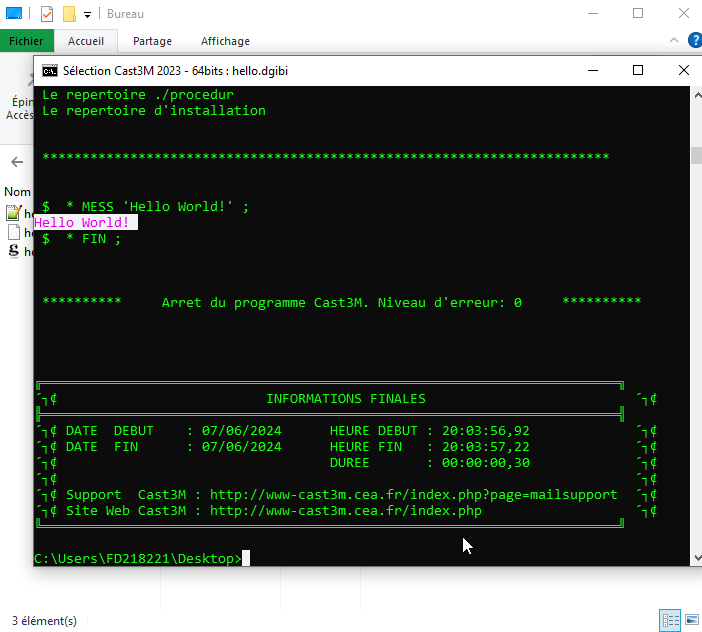 Bureau
Fichier Accueil Partage Affichage
Sélection Cast3M 2023 - 64bits : hello.dgibi
Épin
Accès
Nom
he
he
he
Le repertoire ./procedur
Le repertoire d'installation
***********************************************************************
$ * MESS 'Hello World!' ;
Hello World!
$ * FIN ;
********** Arret du programme Cast3M. Niveau d'erreur: 0 **********
INFORMATIONS FINALES
DATE DEBUT : 07/06/2024 HEURE DEBUT : 20:03:56,92
DATE FIN : 07/06/2024 HEURE FIN : 20:03:57,22
DUREE : 00:00:00,30
Support Cast3M : http://www-cast3m.cea.fr/index.php?page=mailsupport
Site Web Cast3M : http://www-cast3m.cea.fr/index.php
C:\Users\FD218221\Desktop>
3 élément(s)